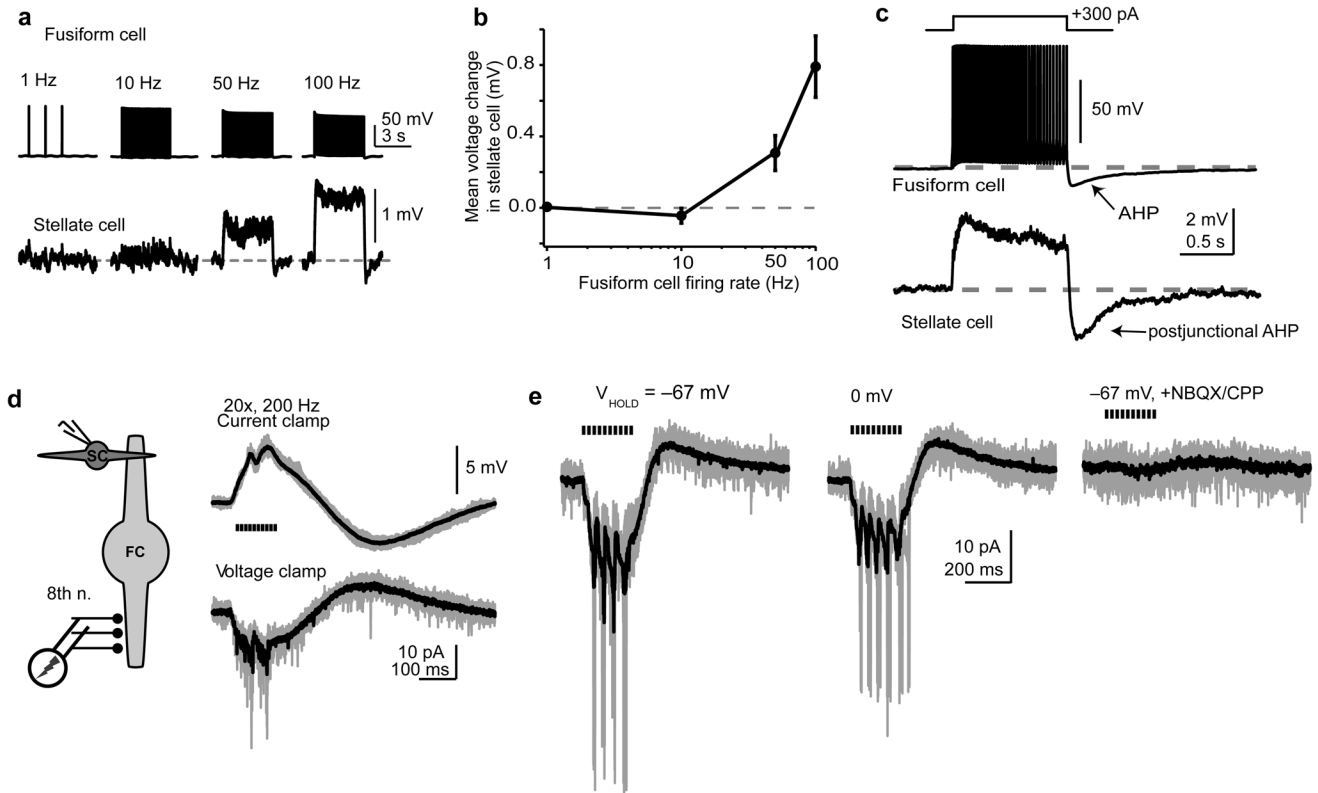 a
Fusiform cell
1 Hz
10 Hz
50 Hz
100 Hz
50 mV
3 s
Stellate cell
1 mV
b
Mean voltage change
in stellate cell (mV)
0.8
0.4
0.0
1
10
50
100
Fusiform cell firing rate (Hz)
c
+300 pA
50 mV
Fusiform cell
AHP
2 mV
0.5 s
Stellate cell
postjunctional AHP
d
SC
FC
8th n.
20x, 200 Hz
Current clamp
5 mV
Voltage clamp
10 pA
100 ms
e
VHOLD = –67 mV
0 mV
–67 mV, +NBQX/CPP
10 pA
200 ms